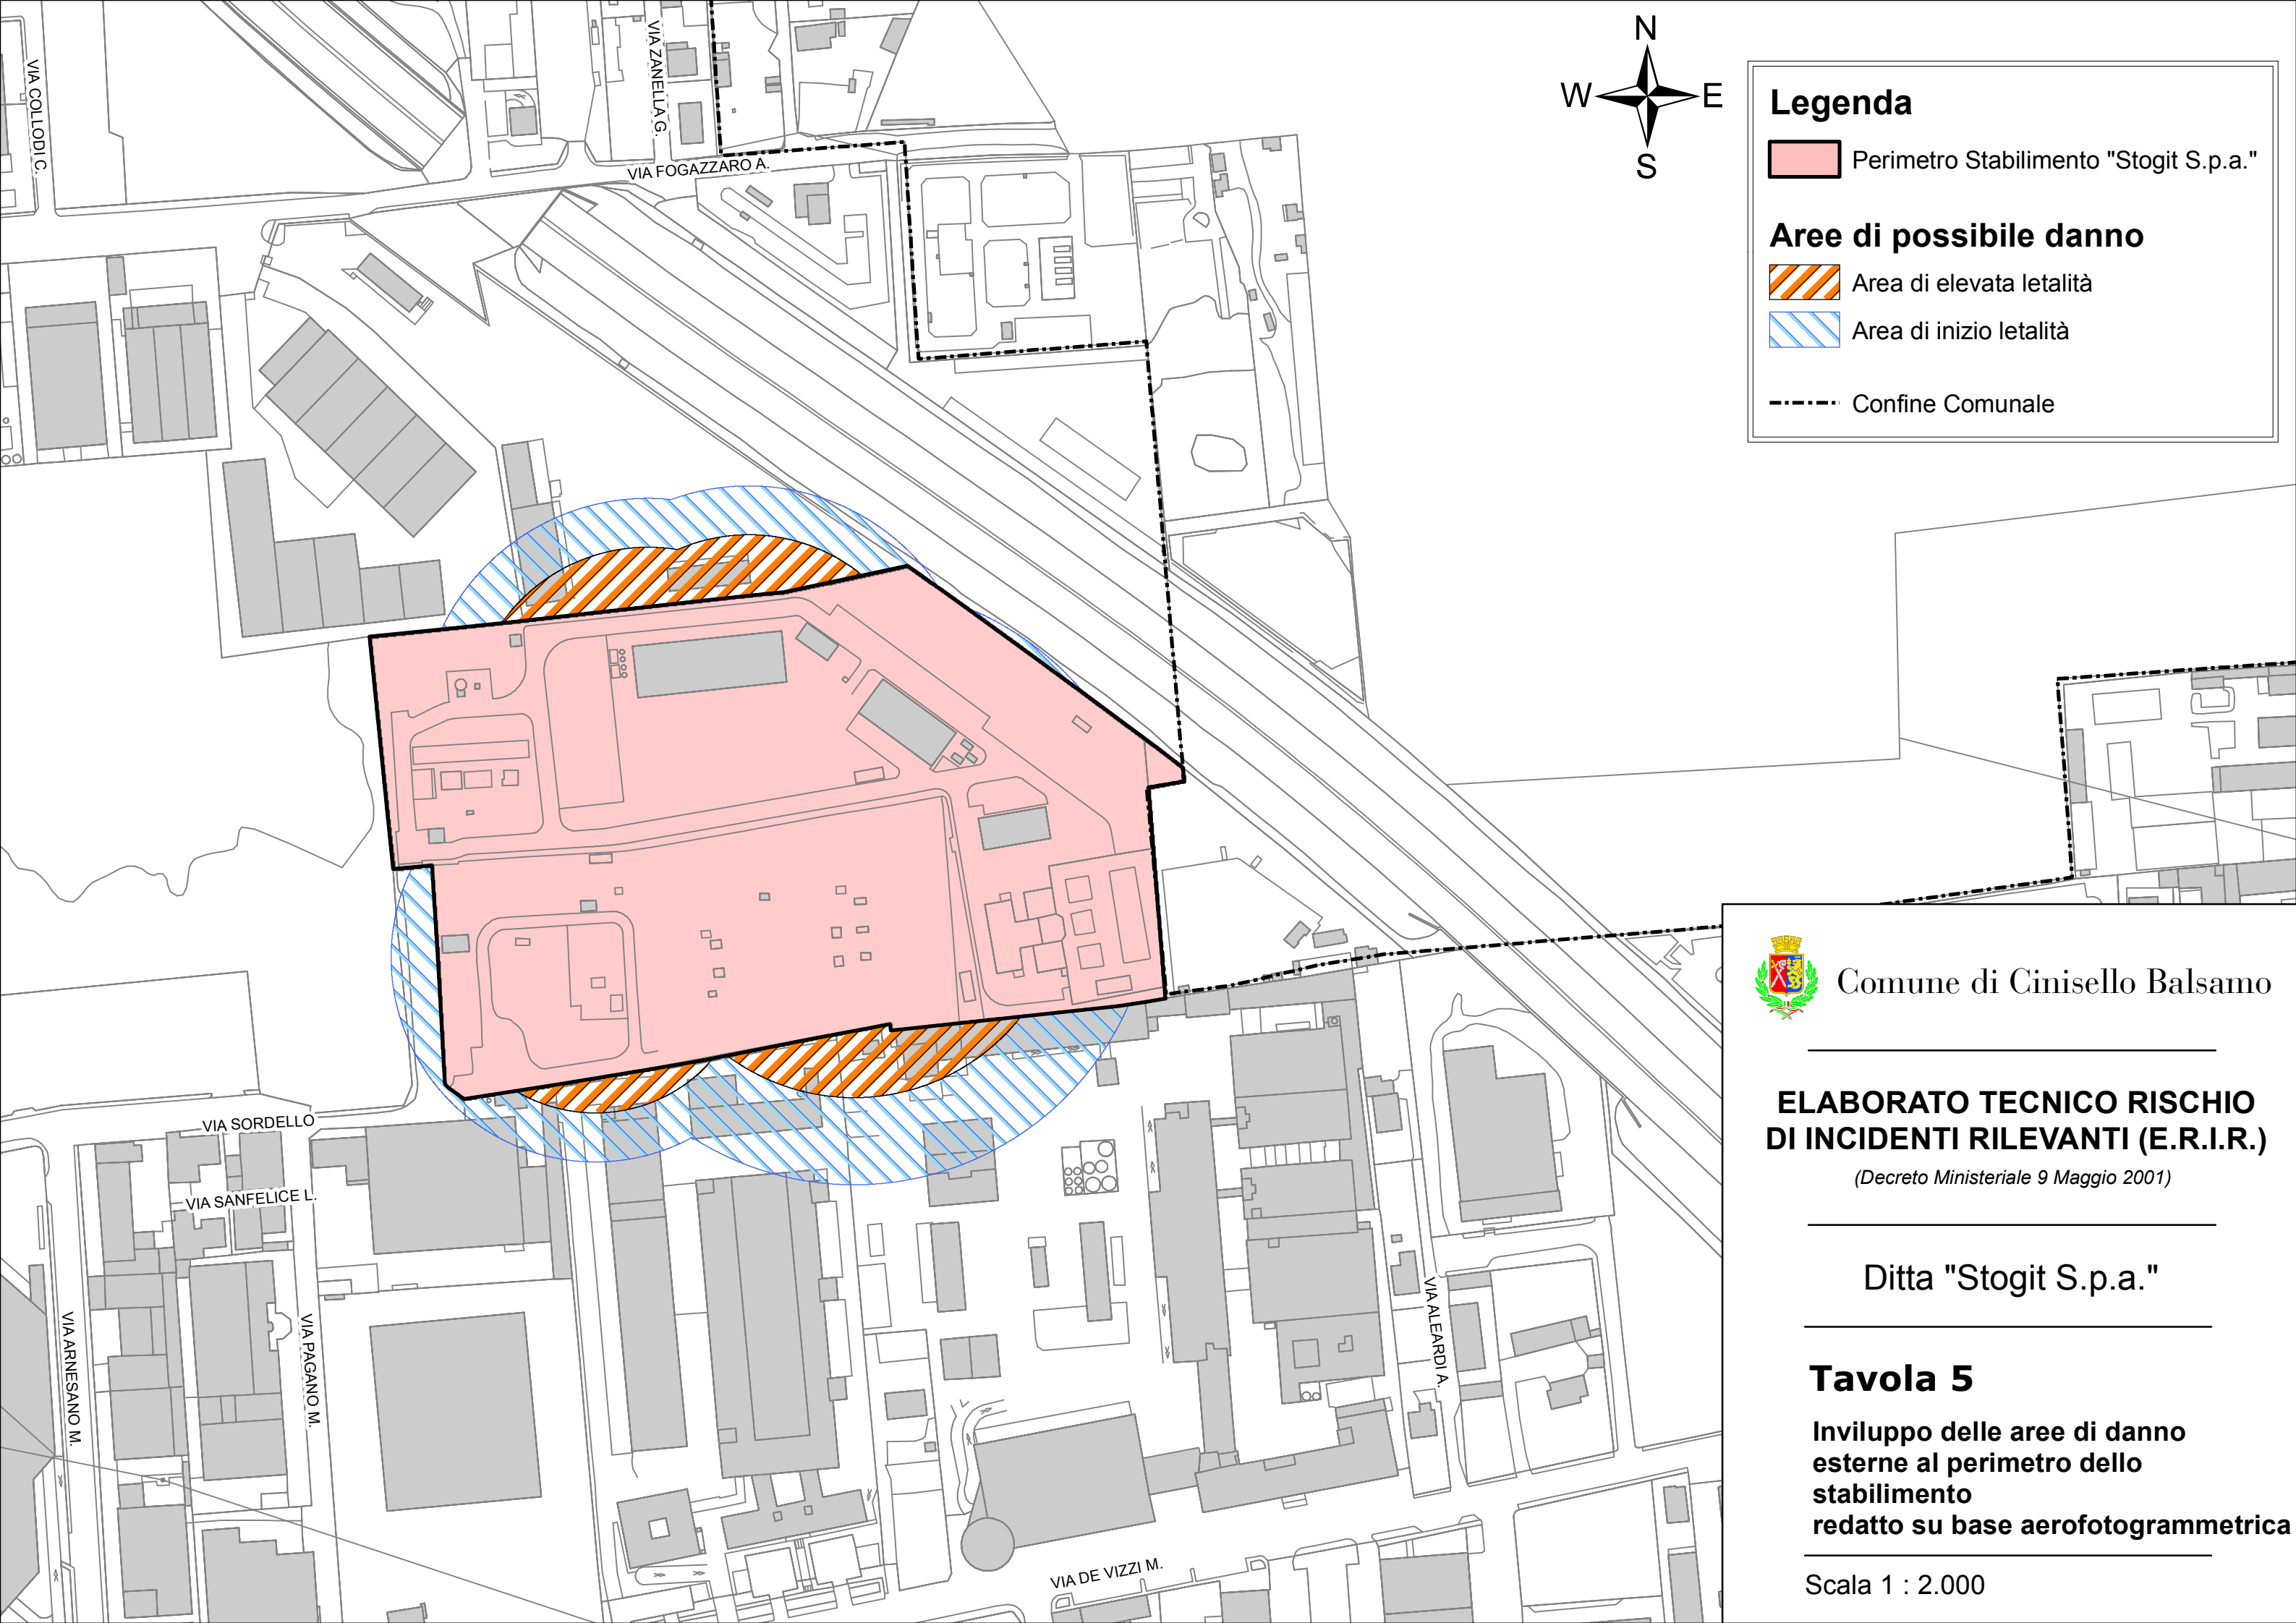 VIA COLLODI C.
VIA ZANELLA G.
VIA FOGAZZARO A.
N
W
E
S
Legenda
Perimetro Stabilimento "Stogit S.p.a."
Aree di possibile danno
Area di elevata letalità
Area di inizio letalità
Confine Comunale
VIA SORDELLO
VIA SANFELICE L.
VIA ARNESANO M.
VIA PAGANO M.
VIA ALEARDI A.
VIA DE VIZZI M.
Comune di Cinisello Balsamo
ELABORATO TECNICO RISCHIO
DI INCIDENTI RILEVANTI (E.R.I.R.)
(Decreto Ministeriale 9 Maggio 2001)
Ditta "Stogit S.p.a."
Tavola 5
Inviluppo delle aree di danno
esterne al perimetro dello
stabilimento
redatto su base aerofotogrammetrica
Scala 1 : 2.000